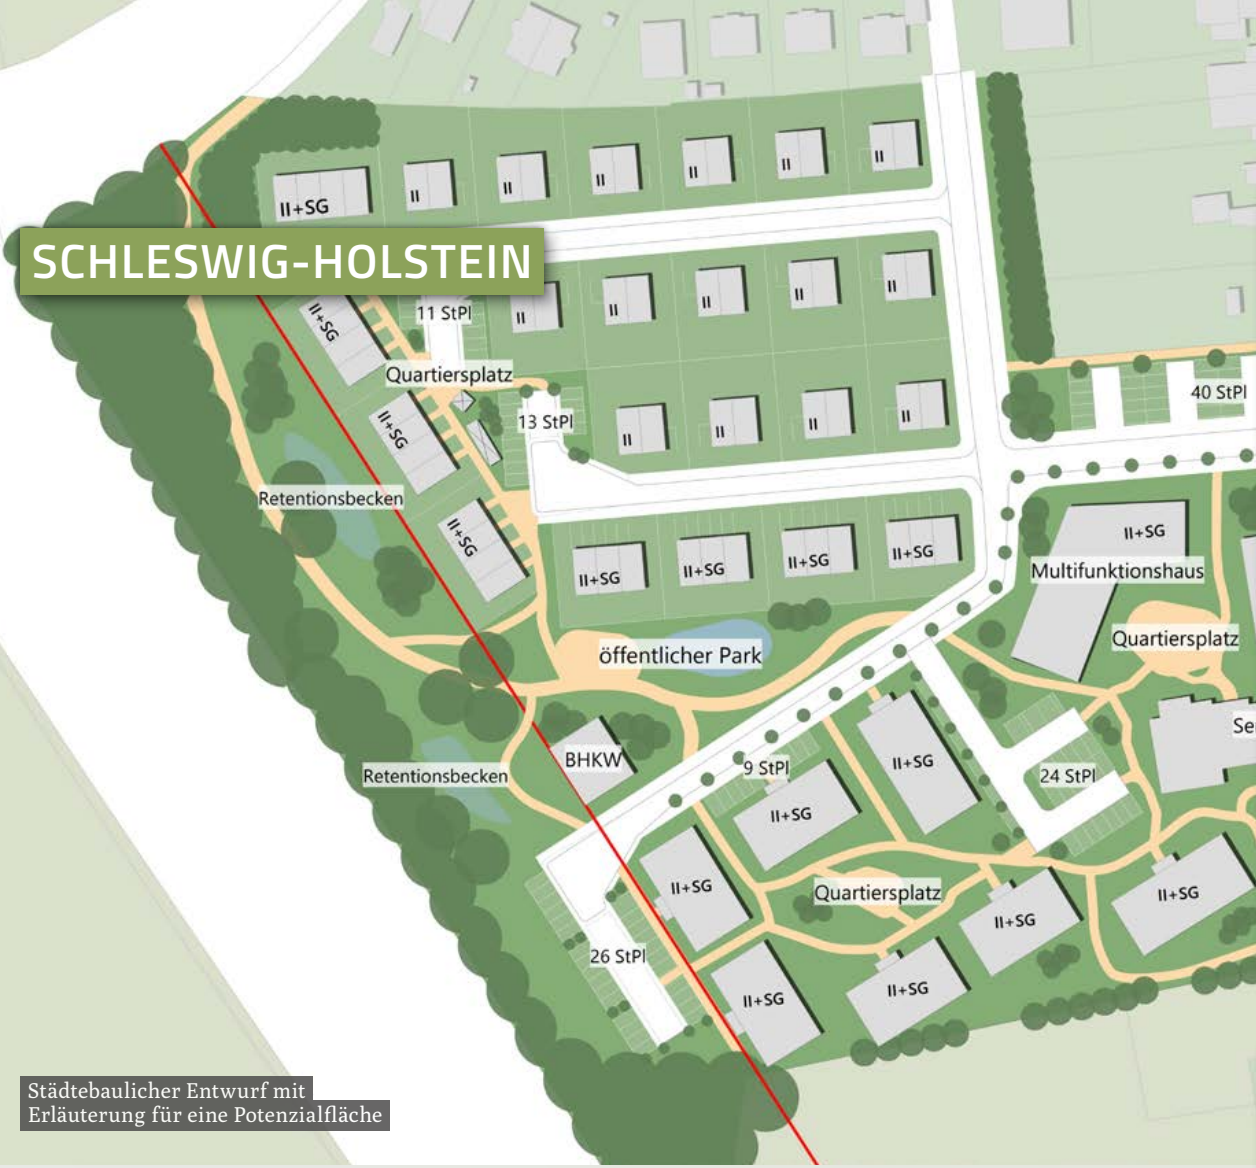 II+SG
II
II
II
II
II
II
SCHLESWIG-HOLSTEIN
II+SG
11 StPl
II
II
II
II
II
Quartiersplatz
40 StPl
II+SG
13 StPl
II
II
II
II
Retentionsbecken
II+SG
II+SG
II+SG
II+SG
II+SG
II+SG
Multifunktionshaus
öffentlicher Park
Quartiersplatz
Se
BHKW
Retentionsbecken
9 StPl
II+SG
24 StPl
II+SG
II+SG
Quartiersplatz
II+SG
II+SG
26 StPl
II+SG
II+SG
Städtebaulicher Entwurf mit
Erläuterung für eine Potenzialfläche